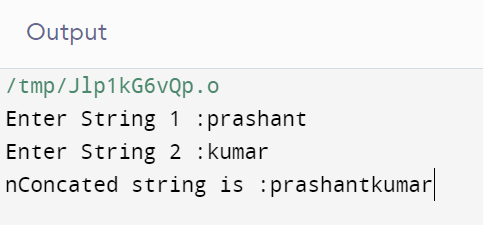 Output
/tmp/Jlp1kG6vQp.o
Enter String 1 :prashant
Enter String 2 :kumar
nConcated string is :prashantkumar